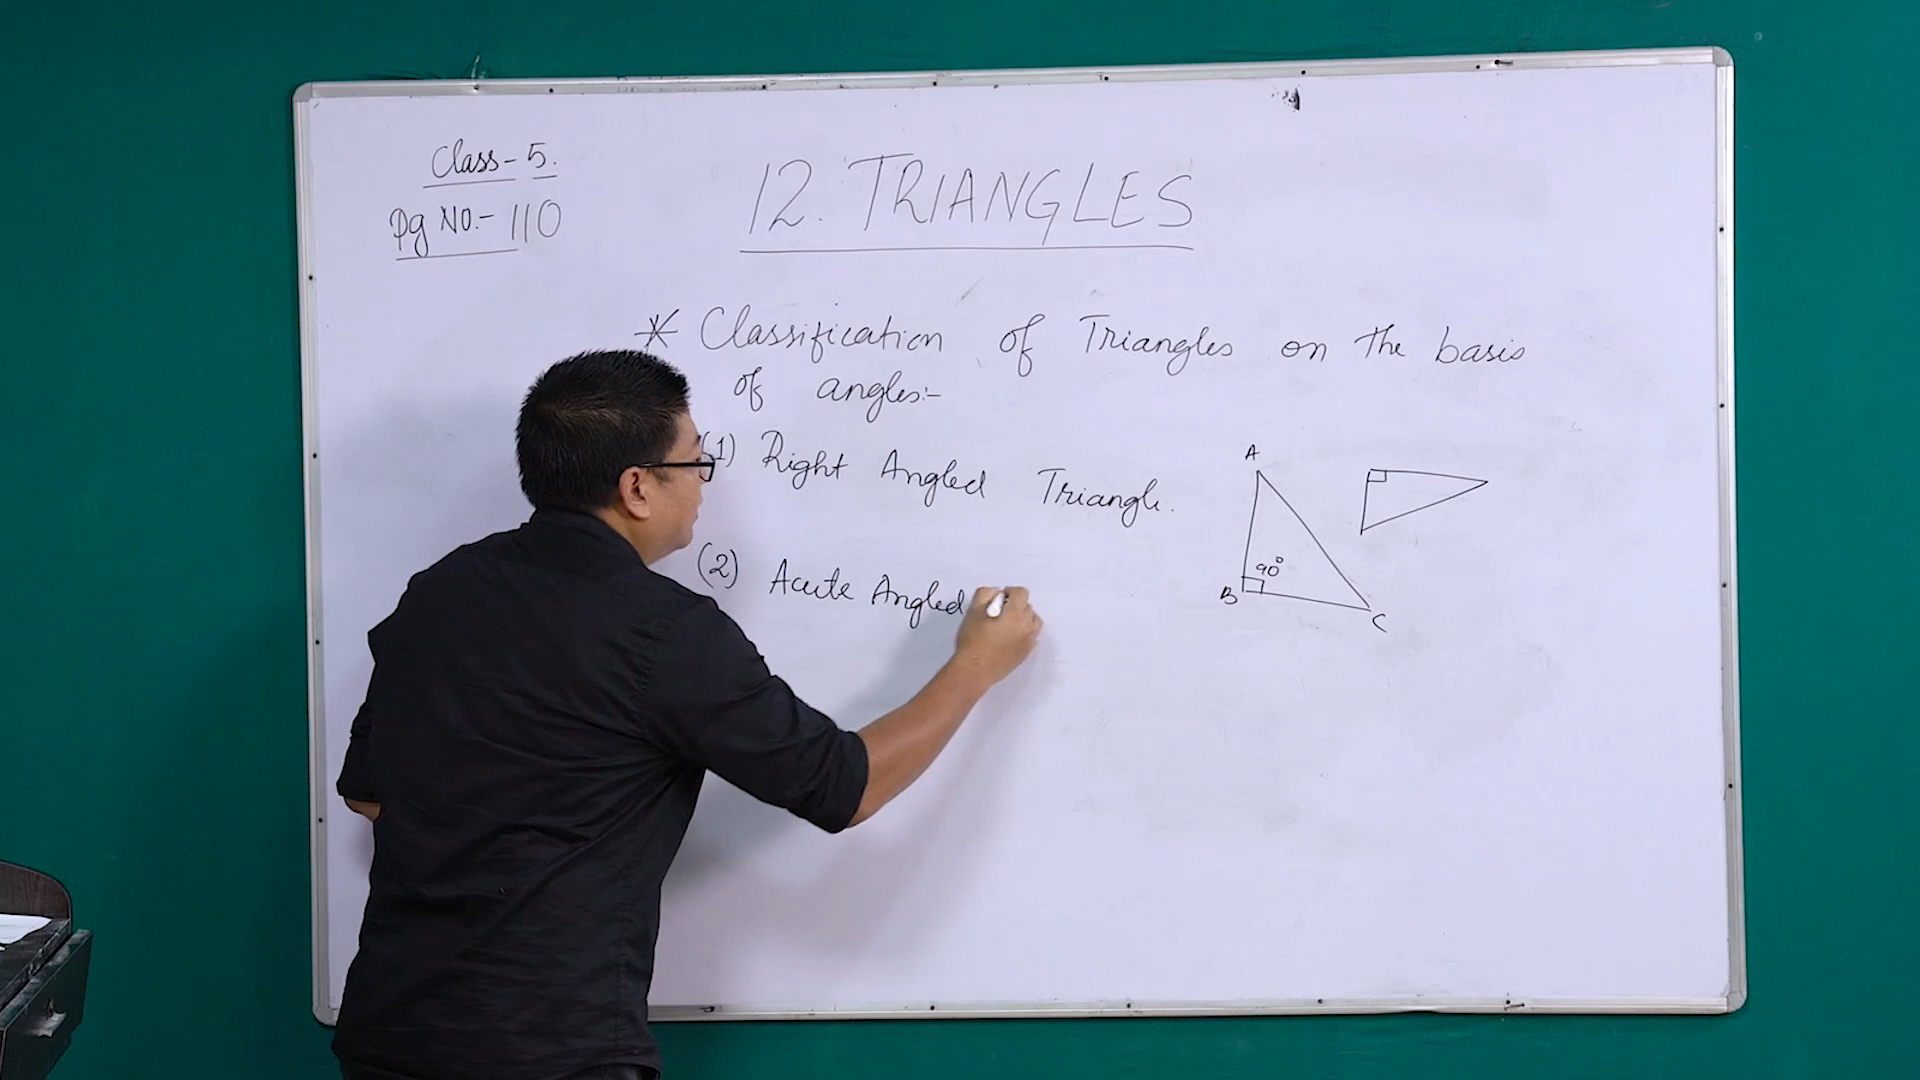 Class - 5.
Pg No:- 110
12. TRIANGLES
* Classification of Triangles on the basis
of angles:-
(1) Right Angled Triangle.
(2) Acute Angled
A
90°
B
C